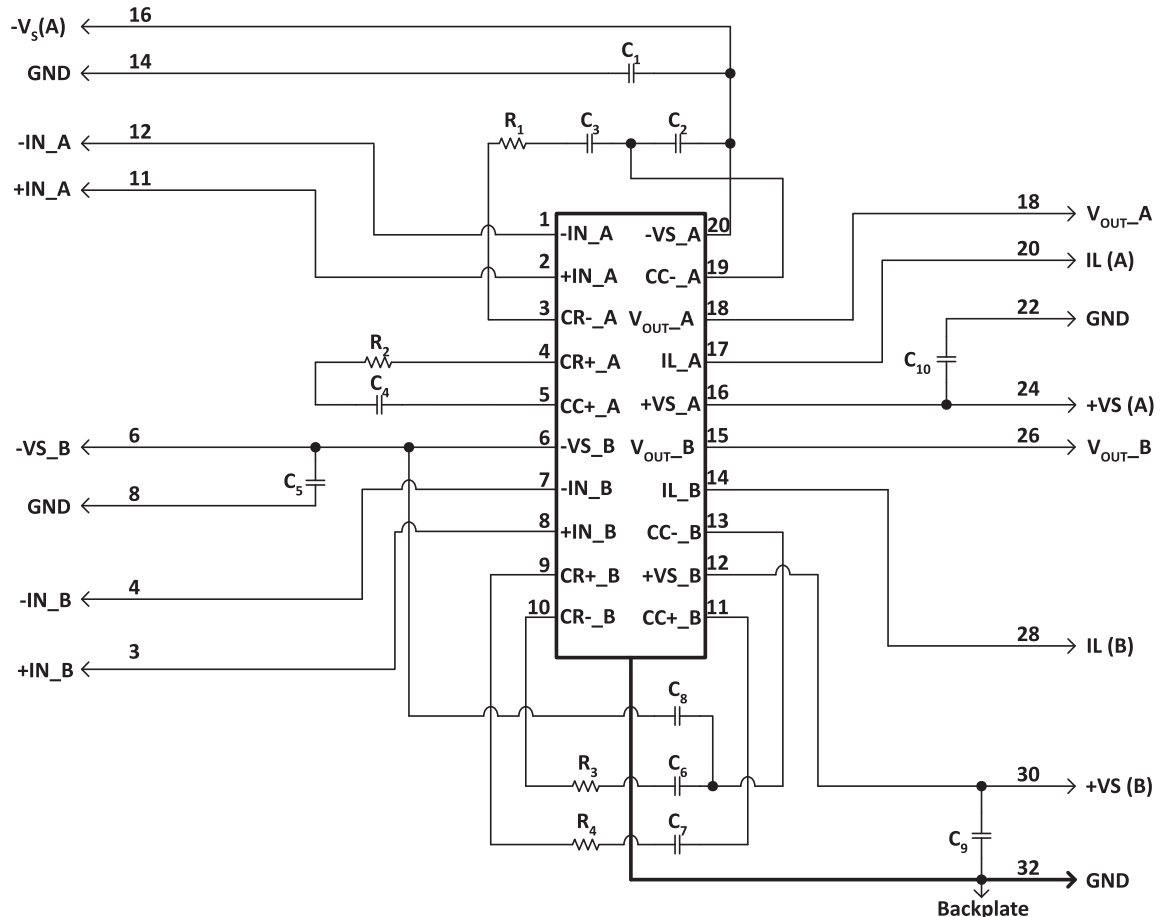 -V_S(A) 16
GND 14 C_1
-IN_A 12 R_1 C_3 C_2
+IN_A 11
18 V_OUT_A
20 IL (A)
22 GND
C_10
24 +VS (A)
26 V_OUT_B
1 -IN_A -VS_A 20
2 +IN_A CC-_A 19
3 CR-_A V_OUT_A 18
R_2 4 CR+_A IL_A 17
C_4 5 CC+_A +VS_A 16
-VS_B 6 6 -VS_B V_OUT_B 15
C_5 7 -IN_B IL_B 14
GND 8 8 +IN_B CC-_B 13
9 CR+_B +VS_B 12
-IN_B 4 10 CR-_B CC+_B 11
+IN_B 3
28 IL (B)
C_8
R_3 C_6
30 +VS (B)
R_4 C_7
C_9
32 GND
Backplate